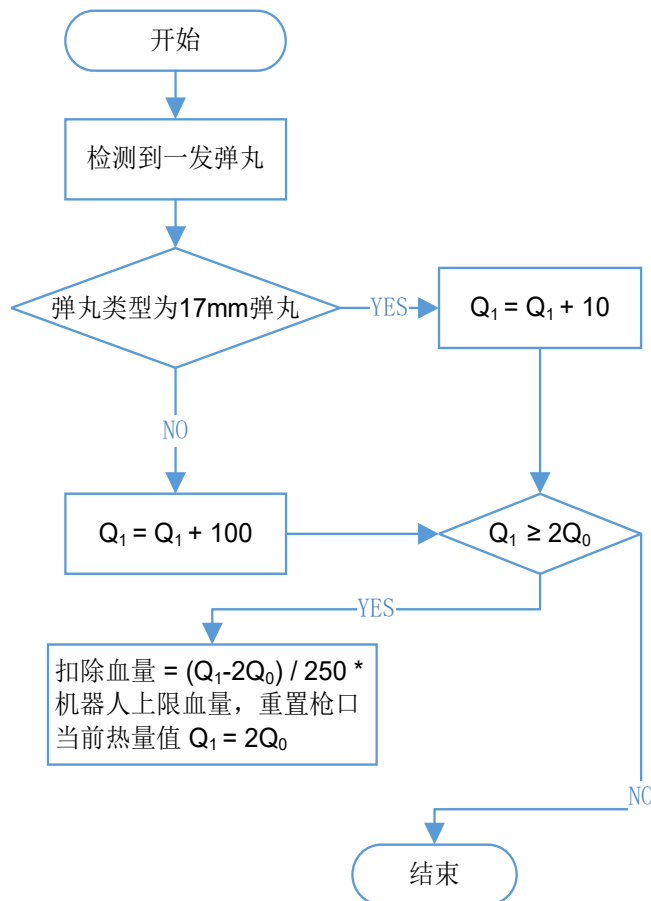 开始
检测到一发弹丸
弹丸类型为17mm弹丸
YES
Q₁ = Q₁ + 10
NO
Q₁ = Q₁ + 100
Q₁ ≥ 2Q₀
YES
扣除血量 = (Q₁-2Q₀) / 250 *
机器人上限血量，重置枪口
当前热量值 Q₁ = 2Q₀
NO
结束